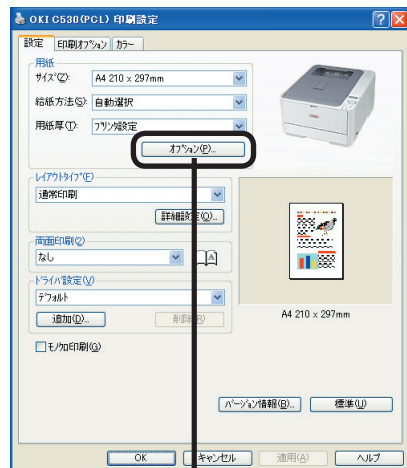 OKI C530(PCL) 印刷設定
設定 印刷ｵﾌﾟｼｮﾝ カラー
用紙
ｻｲｽﾞ(Z): A4 210 x 297mm
給紙方法(S): 自動選択
用紙厚(T): ﾌﾟﾘﾝﾀ設定
ｵﾌﾟｼｮﾝ(P)...
ﾚｲｱｳﾄﾀｲﾌﾟ(F)
通常印刷
詳細設定(O)...
両面印刷(2)
なし
A
ﾄﾞﾗｲﾊﾞ設定(V)
ﾃﾞﾌｫﾙﾄ
追加(D)...
削除(R)
A4 210 x 297mm
ﾓﾉｸﾛ印刷(G)
ﾊﾞｰｼﾞｮﾝ情報(B)... 標準(U)
OK キャンセル 適用(A) ヘルプ